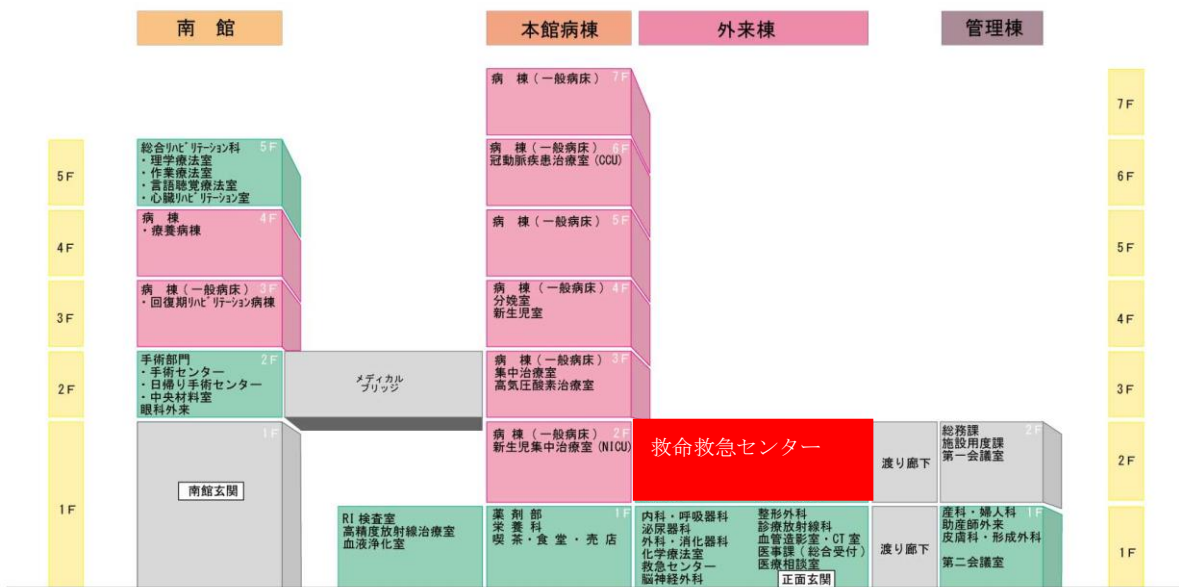 南 館
本館病棟
外来棟
管理棟
5F
4F
3F
2F
1F
総合ﾘﾊﾋﾞﾘﾃｰｼｮﾝ科 5F
・理学療法室
・作業療法室
・言語聴覚療法室
・心臓ﾘﾊﾋﾞﾘﾃｰｼｮﾝ室
病 棟 4F
・療養病棟
病 棟（一般病床） 3F
・回復期ﾘﾊﾋﾞﾘﾃｰｼｮﾝ病棟
手術部門 2F
・手術センター
・日帰り手術センター
・中央材料室
眼科外来
1F
南館玄関
メディカル
ブリッジ
RI 検査室
高精度放射線治療室
血液浄化室
病 棟（一般病床） 7F
病 棟（一般病床） 6F
冠動脈疾患治療室(CCU)
病 棟（一般病床） 5F
病 棟（一般病床） 4F
分娩室
新生児室
病 棟（一般病床） 3F
集中治療室
高気圧酸素治療室
病 棟（一般病床） 2F
新生児集中治療室(NICU)
薬 剤 部 1F
栄 養 科
喫 茶・食 堂・売 店
救命救急センター
内科・呼吸器科
泌尿器科
外科・消化器科
化学療法室
救急センター
脳神経外科
整形外科
診療放射線科
血管造影室・CT 室
医事課（総合受付）
医療相談室
正面玄関
渡り廊下
渡り廊下
総務課 2F
施設用度課
第一会議室
産科・婦人科 1F
助産師外来
皮膚科・形成外科
第二会議室
7F
6F
5F
4F
3F
2F
1F